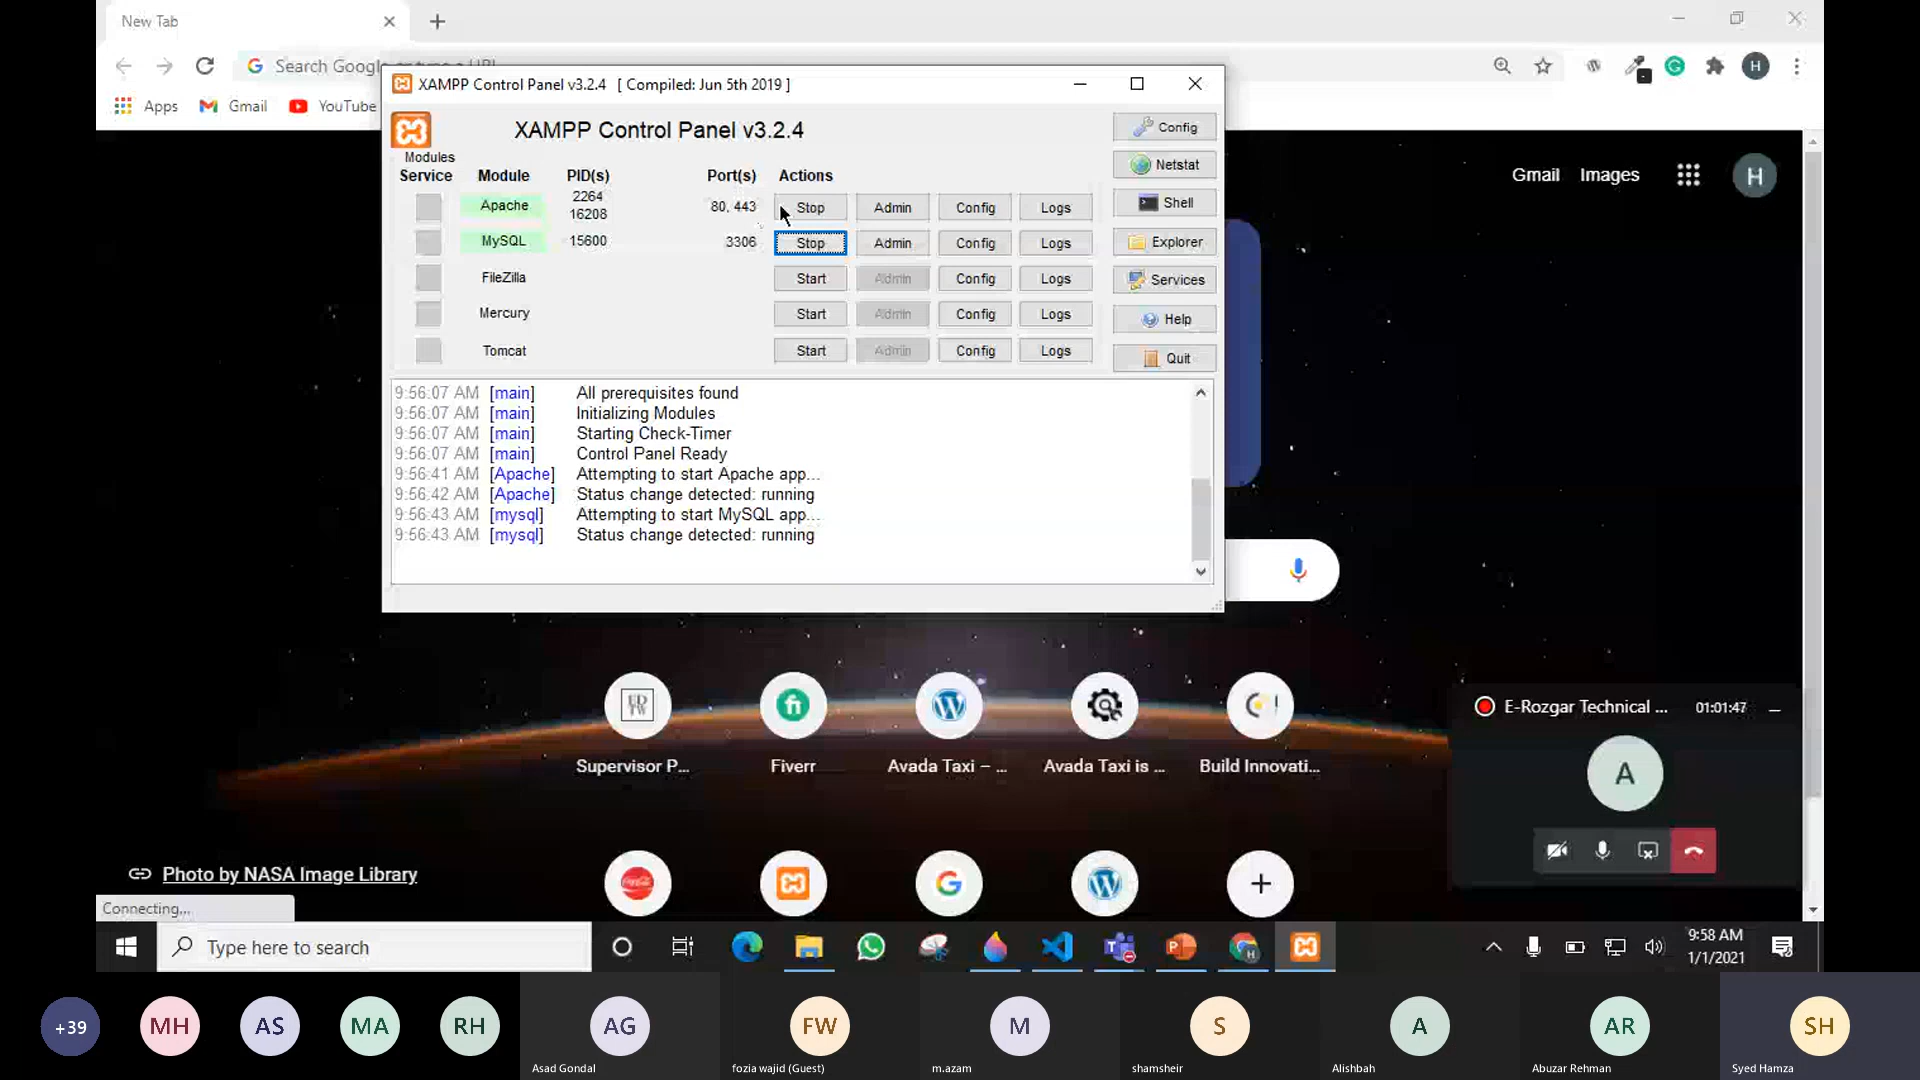 New Tab
Search Google
Apps
Gmail
YouTube
XAMPP Control Panel v3.2.4 [ Compiled: Jun 5th 2019 ]
XAMPP Control Panel v3.2.4
Modules
Service
Module
PID(s)
Port(s)
Actions
Apache
2264
16208
80, 443
Stop
Admin
Config
Logs
MySQL
15600
3306
Stop
Admin
Config
Logs
FileZilla
Start
Admin
Config
Logs
Mercury
Start
Admin
Config
Logs
Tomcat
Start
Admin
Config
Logs
Config
Netstat
Shell
Explorer
Services
Help
Quit
9:56:07 AM [main] All prerequisites found
9:56:07 AM [main] Initializing Modules
9:56:07 AM [main] Starting Check-Timer
9:56:07 AM [main] Control Panel Ready
9:56:41 AM [Apache] Attempting to start Apache app...
9:56:42 AM [Apache] Status change detected: running
9:56:43 AM [mysql] Attempting to start MySQL app...
9:56:43 AM [mysql] Status change detected: running
H
Gmail
Images
H
Supervisor P...
Fiverr
Avada Taxi – ...
Avada Taxi is ...
Build Innovati...
E-Rozgar Technical ...
01:01:47
A
Photo by NASA Image Library
Connecting...
Type here to search
9:58 AM
1/1/2021
+39
MH
AS
MA
RH
AG
Asad Gondal
FW
fozia wajid (Guest)
M
m.azam
S
shamsheir
A
Alishbah
AR
Abuzar Rehman
SH
Syed Hamza